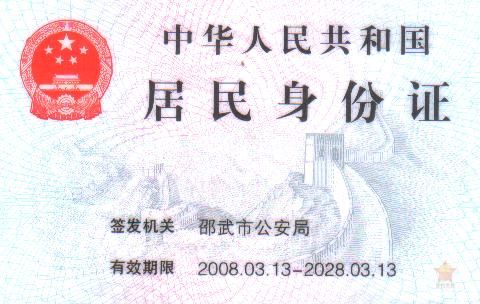 中华人民共和国
居民身份证
签发机关 邵武市公安局
有效期限 2008.03.13-2028.03.13